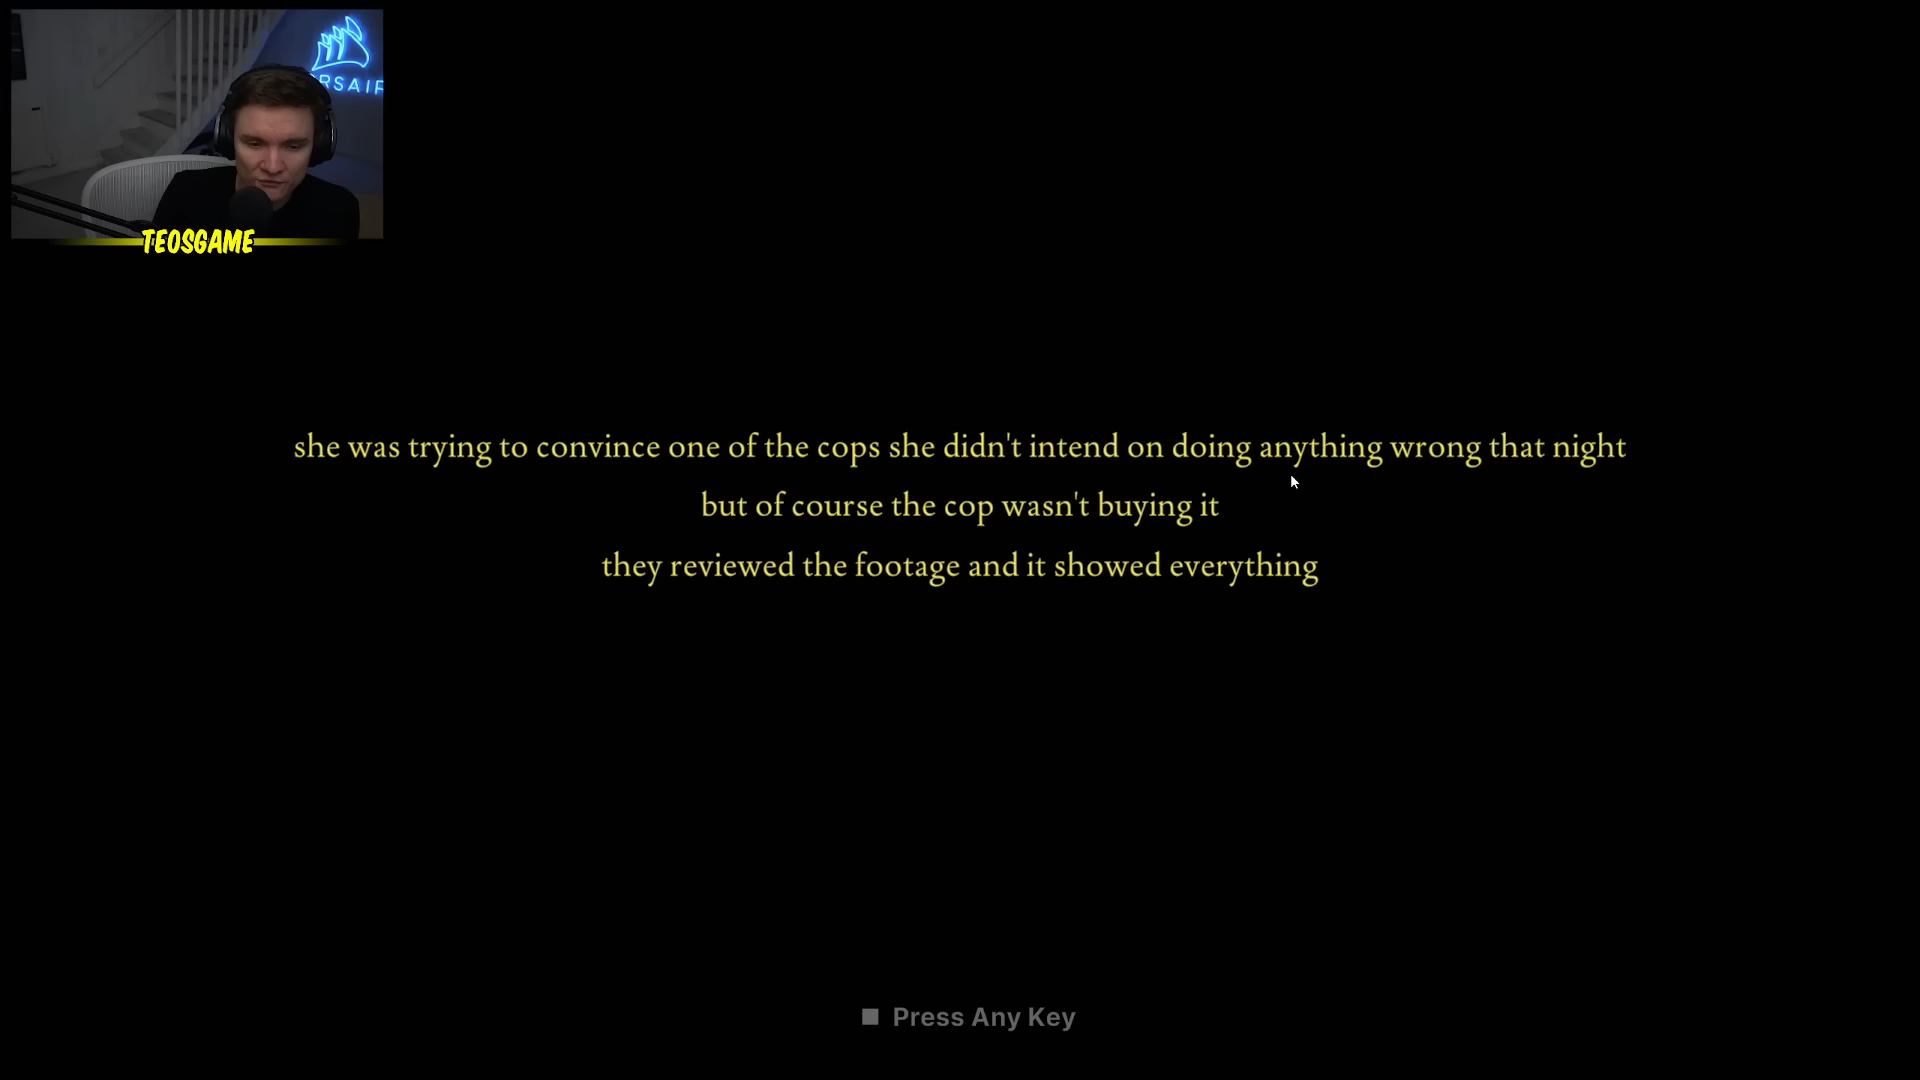 RSAIR
TEOSGAME
she was trying to convince one of the cops she didn't intend on doing anything wrong that night
but of course the cop wasn't buying it
they reviewed the footage and it showed everything
Press Any Key